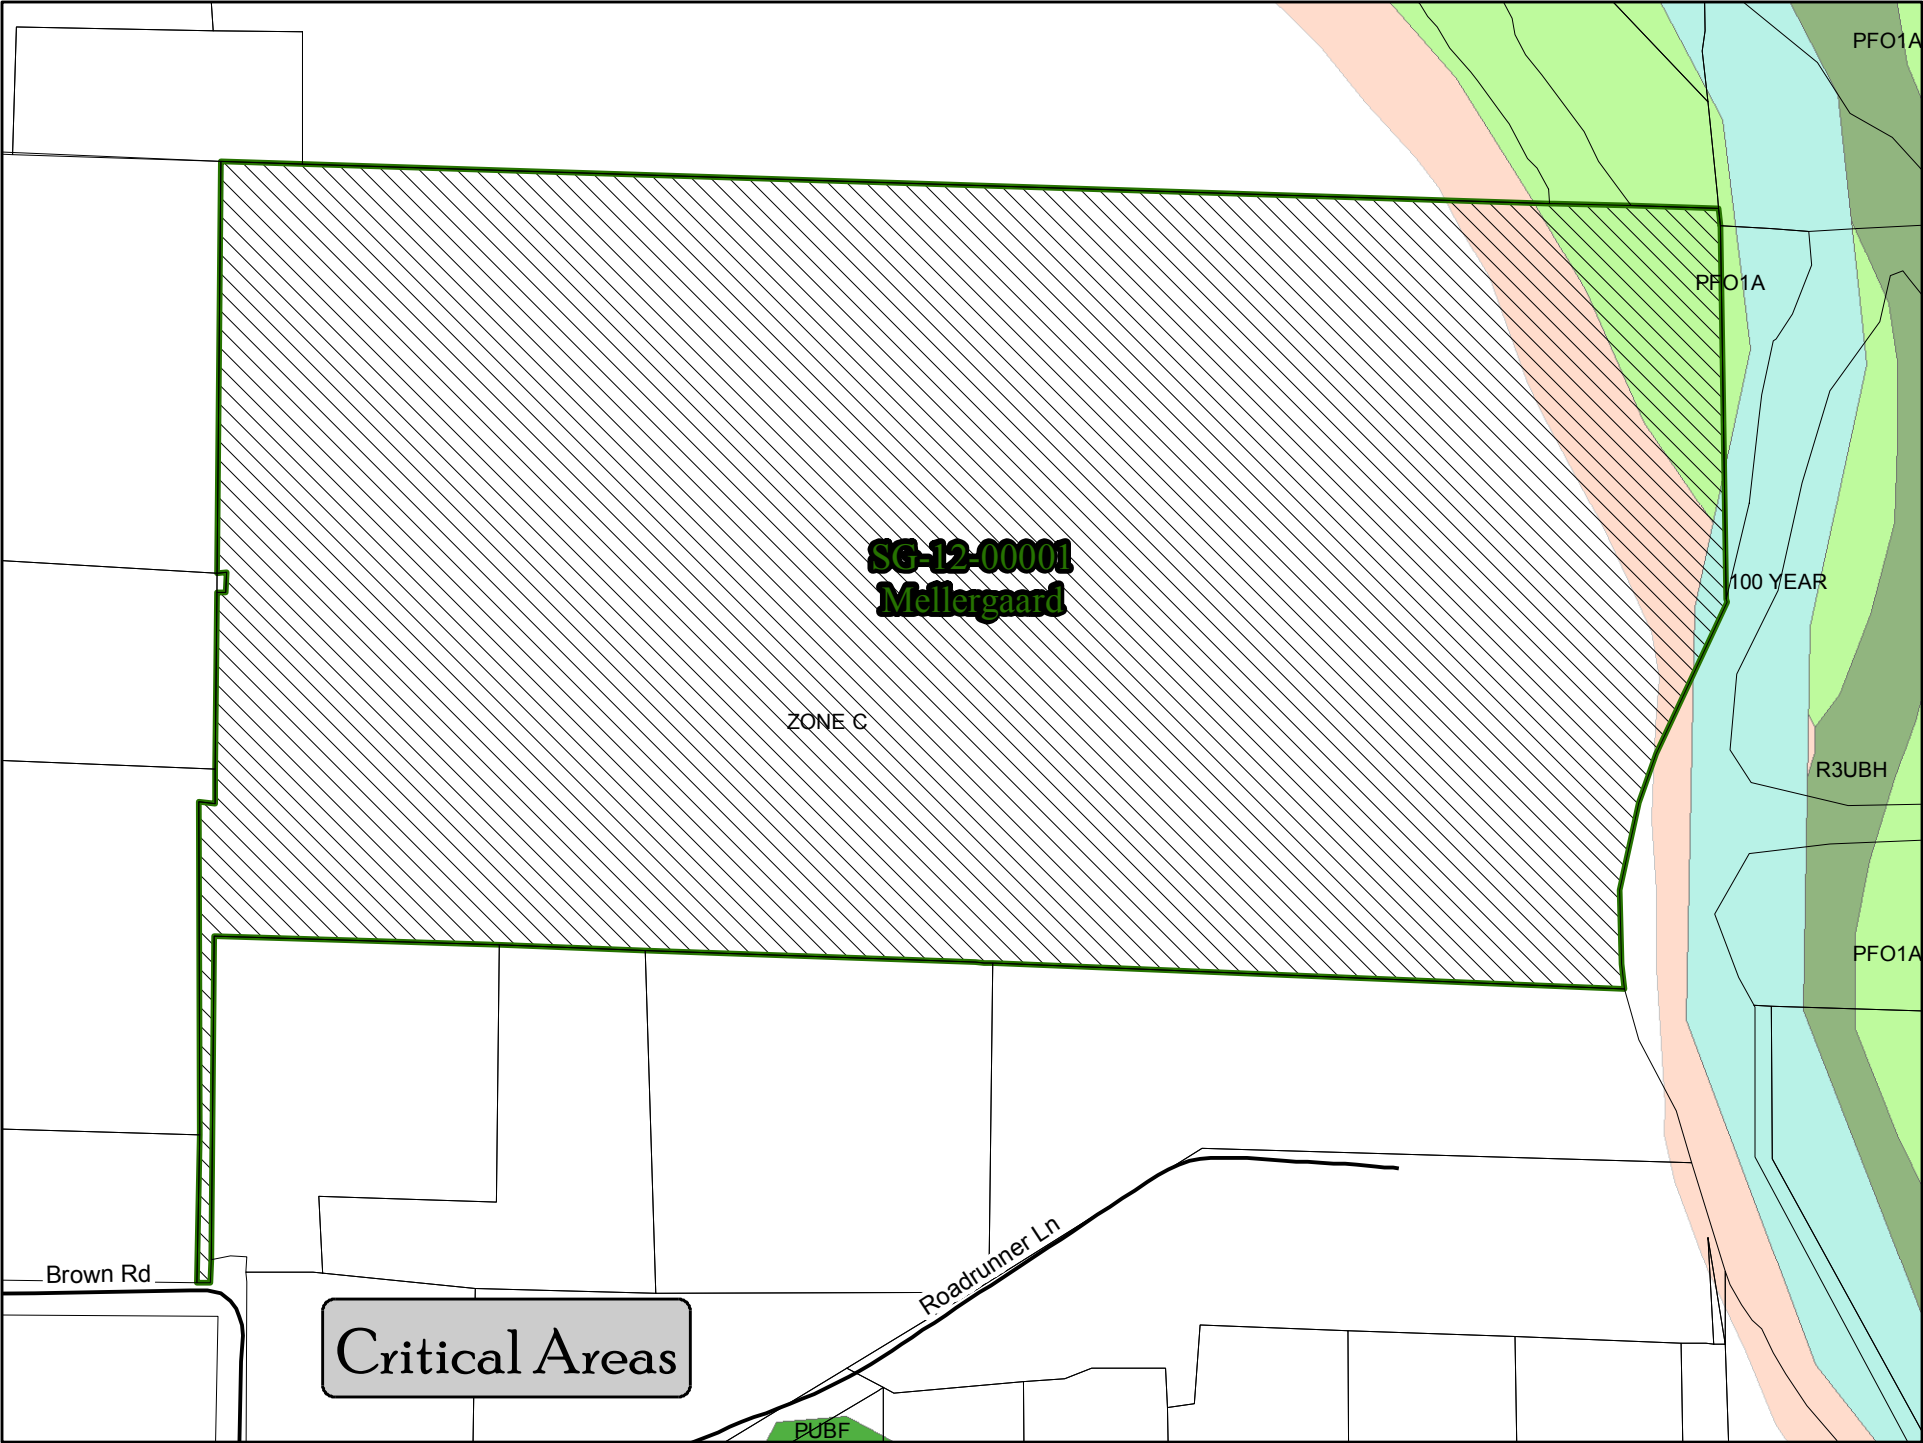 PFO1A
PFO1A
SG-12-00001
Mellergaard
100 YEAR
ZONE C
R3UBH
PFO1A
Roadrunner Ln
Brown Rd
Critical Areas
PUBF